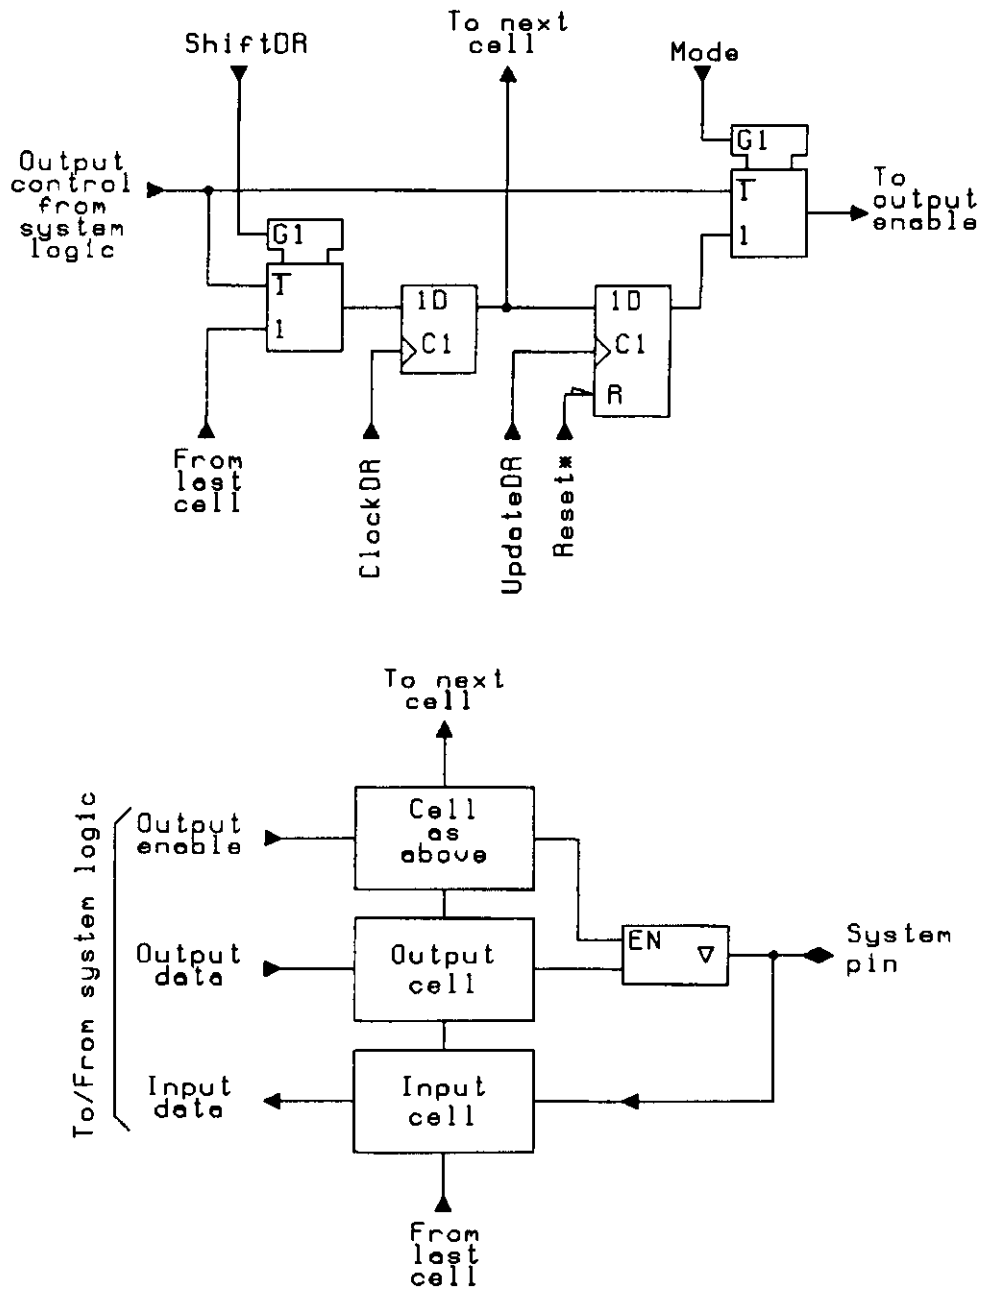 To next
cell
ShiftDR
Mode
G1
Output
control
from
system
logic
1
1
To
output
enable
G1
1
1
1D
C1
1D
C1
R
From
last
cell
ClockDR
UpdateDR
Reset*
To next
cell
To/From system logic
Output
enable
Cell
as
above
Output
data
Output
cell
EN
System
pin
Input
data
Input
cell
From
last
cell